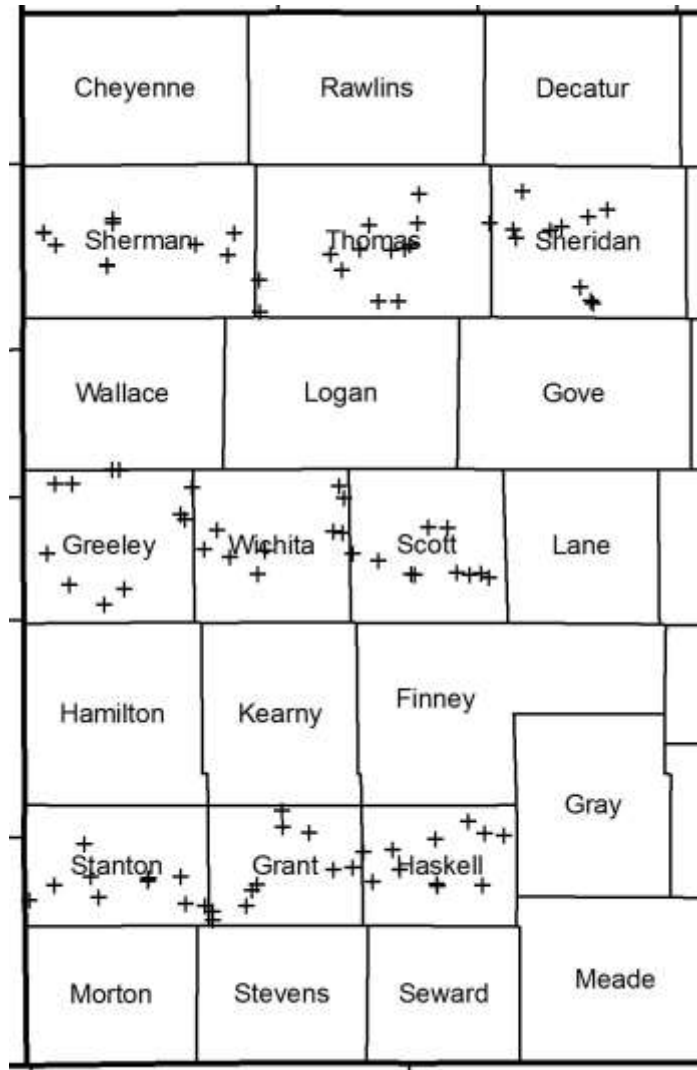 Cheyenne
Rawlins
Decatur
Sherman
Thomas
Sheridan
Wallace
Logan
Gove
Greeley
Wichita
Scott
Lane
Hamilton
Kearny
Finney
Gray
Stanton
Grant
Haskell
Morton
Stevens
Seward
Meade